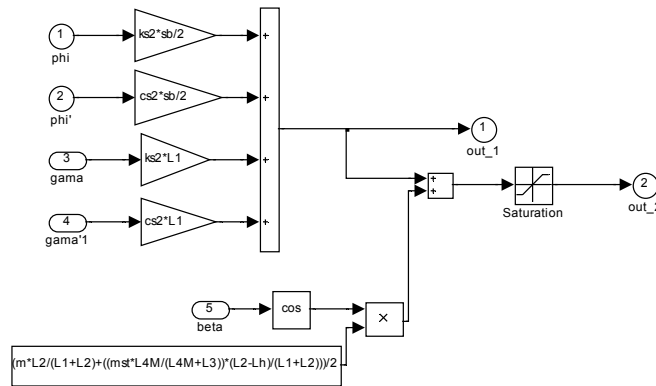 1
ks2*sb/2
phi
2
cs2*sb/2
phi'
3
ks2*L1
gama
4
cs2*L1
gama'1
+
+
+
+
1
out_1
+
+
Saturation
2
out_2
5
beta
cos
×
(m*L2/(L1+L2)+((mst*L4M/(L4M+L3))*(L2-Lh)/(L1+L2)))/2